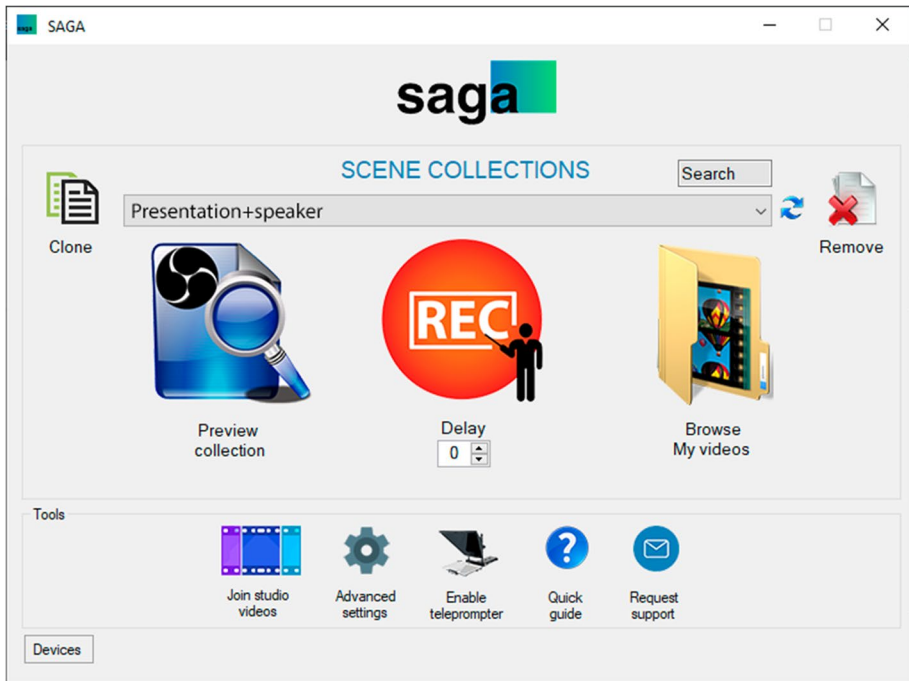 SAGA
saga
SCENE COLLECTIONS
Search
Presentation+speaker
Clone
Remove
REC
Preview
collection
Delay
0
Browse
My videos
Tools
Join studio
videos
Advanced
settings
Enable
teleprompter
Quick
guide
Request
support
Devices